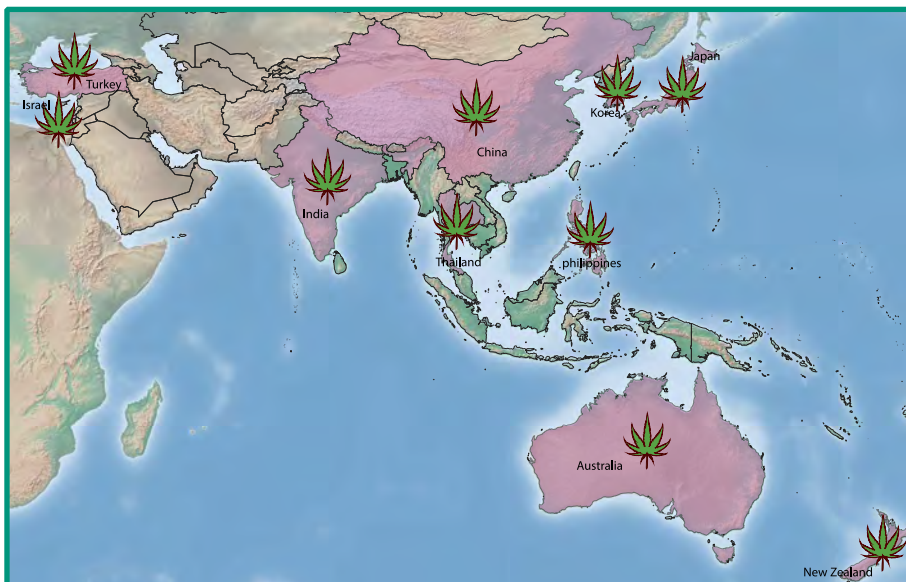 Japan
Turkey
Israel
Korea
China
India
Thailand
philippines
Australia
New Zealand